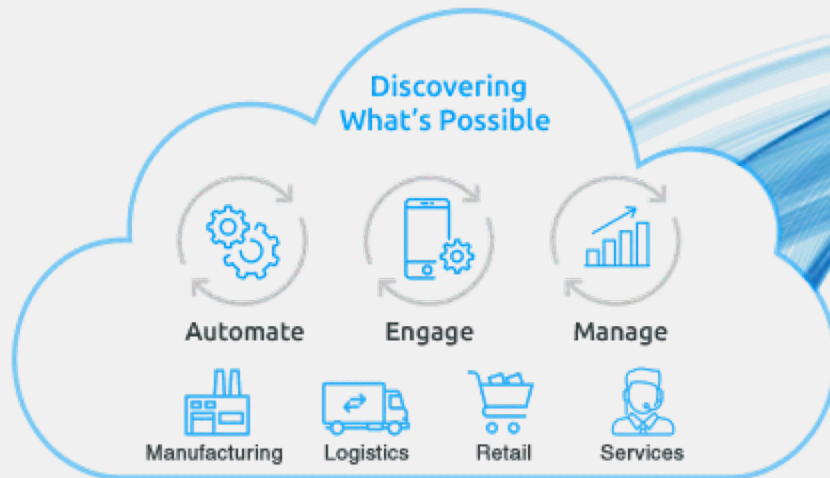 Discovering
What's Possible
Automate Engage Manage
Manufacturing Logistics Retail Services